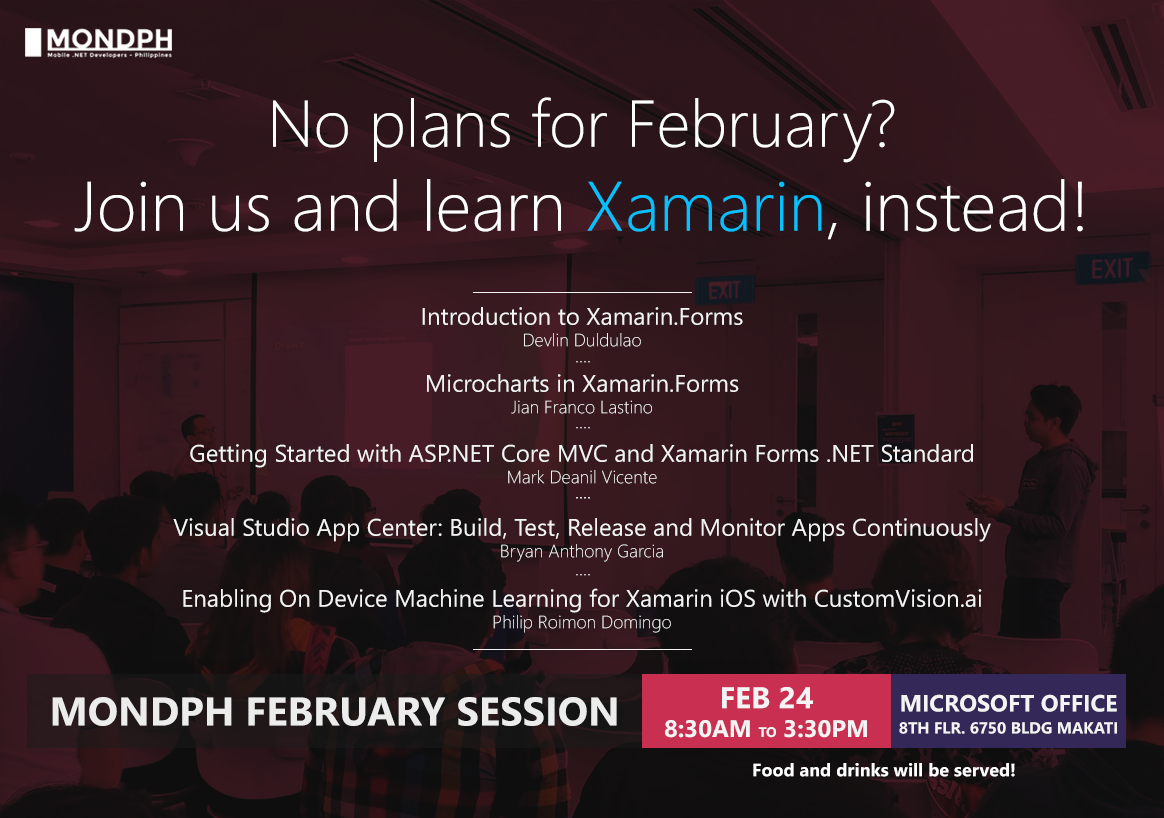 MONDPH
Mobile .NET Developers - Philippines
No plans for February?
Join us and learn Xamarin, instead!
EXIT
EXIT
Introduction to Xamarin.Forms
Devlin Duldulao
....
Microcharts in Xamarin.Forms
Jian Franco Lastino
....
Getting Started with ASP.NET Core MVC and Xamarin Forms .NET Standard
Mark Deanil Vicente
....
Visual Studio App Center: Build, Test, Release and Monitor Apps Continuously
Bryan Anthony Garcia
....
Enabling On Device Machine Learning for Xamarin iOS with CustomVision.ai
Philip Roimon Domingo
MONDPH FEBRUARY SESSION
FEB 24
8:30AM TO 3:30PM
MICROSOFT OFFICE
8TH FLR. 6750 BLDG MAKATI
Food and drinks will be served!